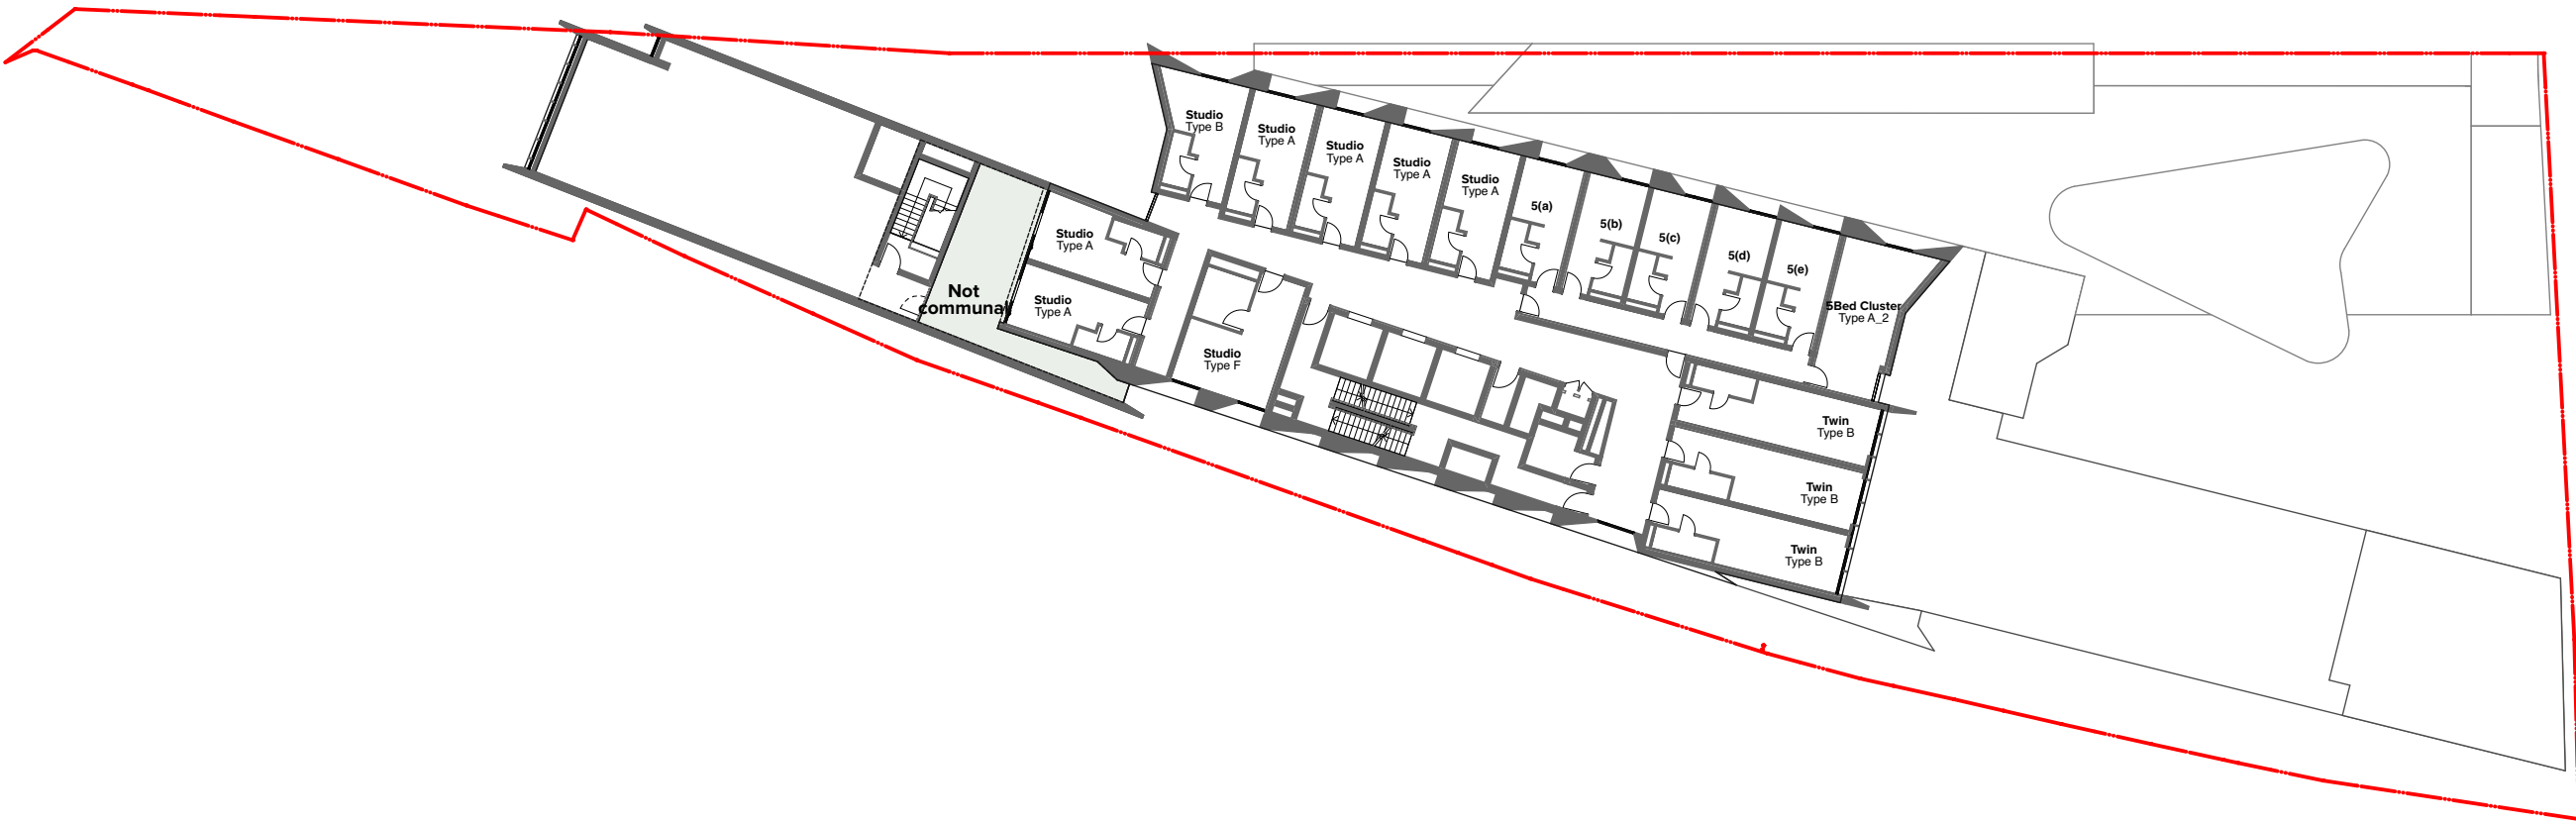 Studio
Type B
Studio
Type A
Studio
Type A
Studio
Type A
Studio
Type A
5(a)
5(b)
5(c)
5(d)
5(e)
5Bed Cluster
Type A_2
Studio
Type A
Studio
Type A
Not
communal
Studio
Type F
Twin
Type B
Twin
Type B
Twin
Type B